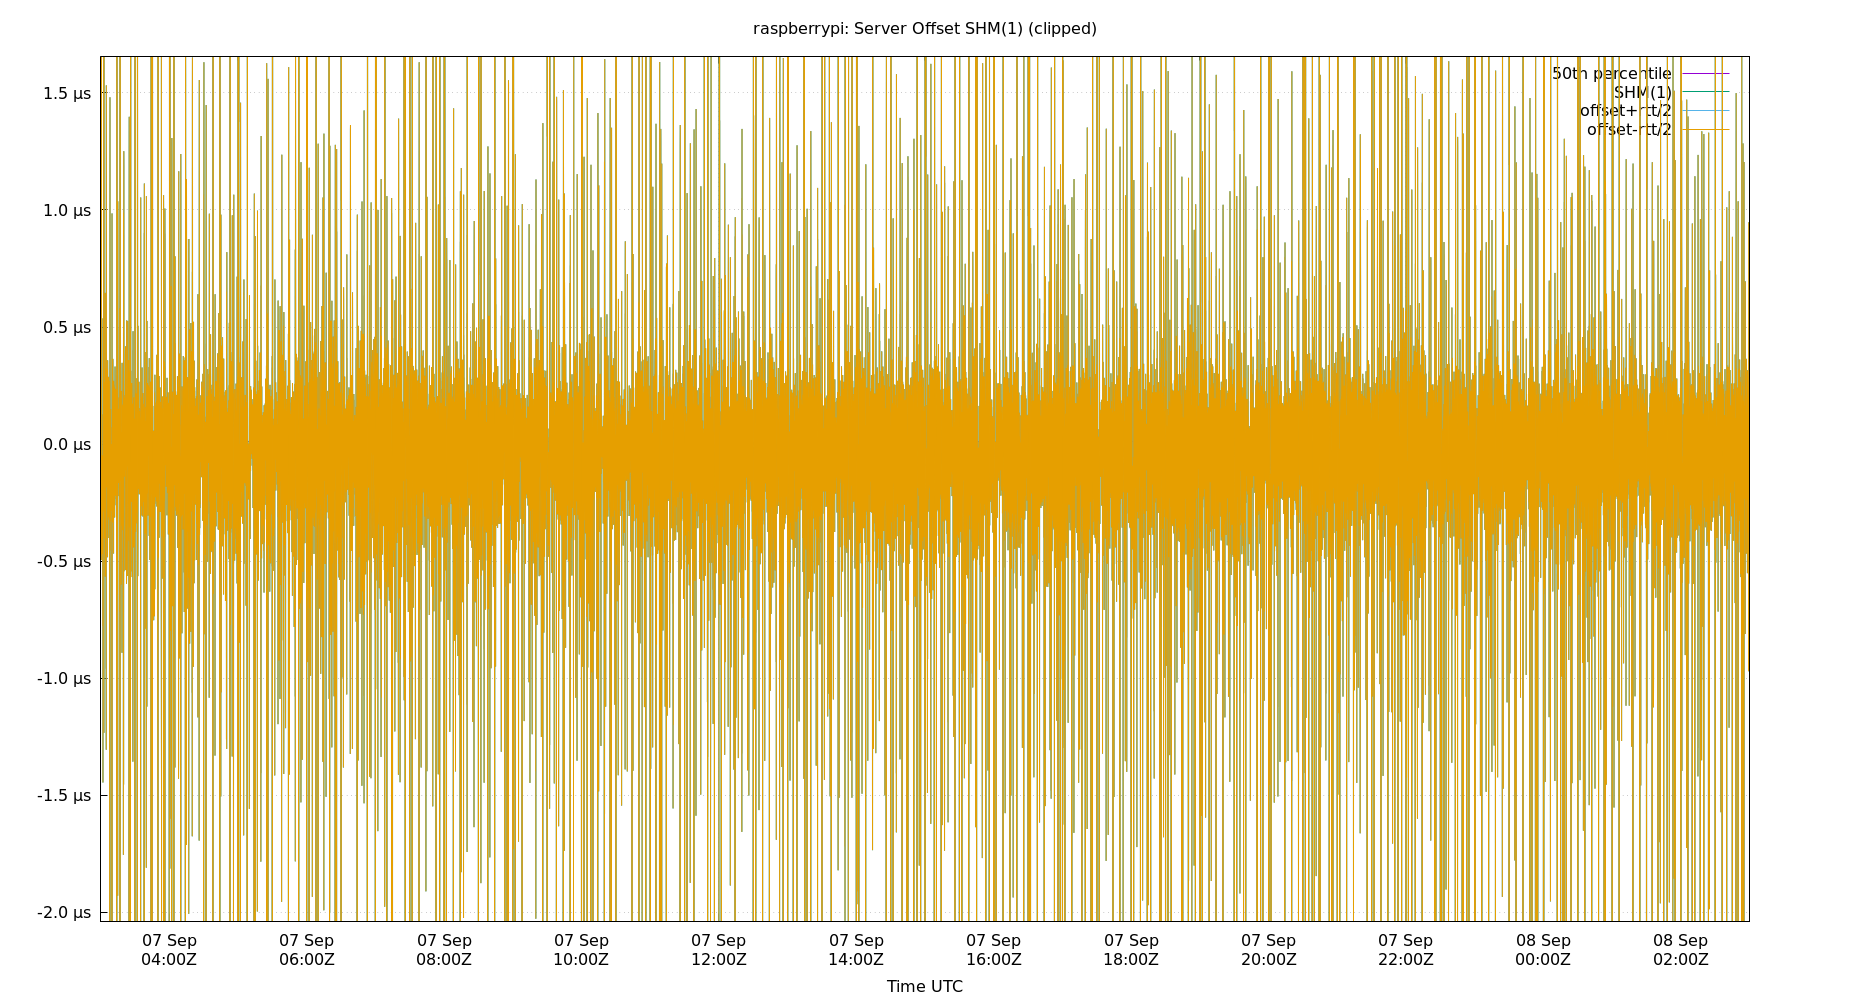 raspberrypi: Server Offset SHM(1) (clipped)
50th percentile
SHM(1)
offset+rtt/2
offset-rtt/2
1.5 µs
1.0 µs
0.5 µs
0.0 µs
-0.5 µs
-1.0 µs
-1.5 µs
-2.0 µs
07 Sep 07 Sep 07 Sep 07 Sep 07 Sep 07 Sep 07 Sep 07 Sep 07 Sep 07 Sep 08 Sep 08 Sep
04:00Z 06:00Z 08:00Z 10:00Z 12:00Z 14:00Z 16:00Z 18:00Z 20:00Z 22:00Z 00:00Z 02:00Z
Time UTC